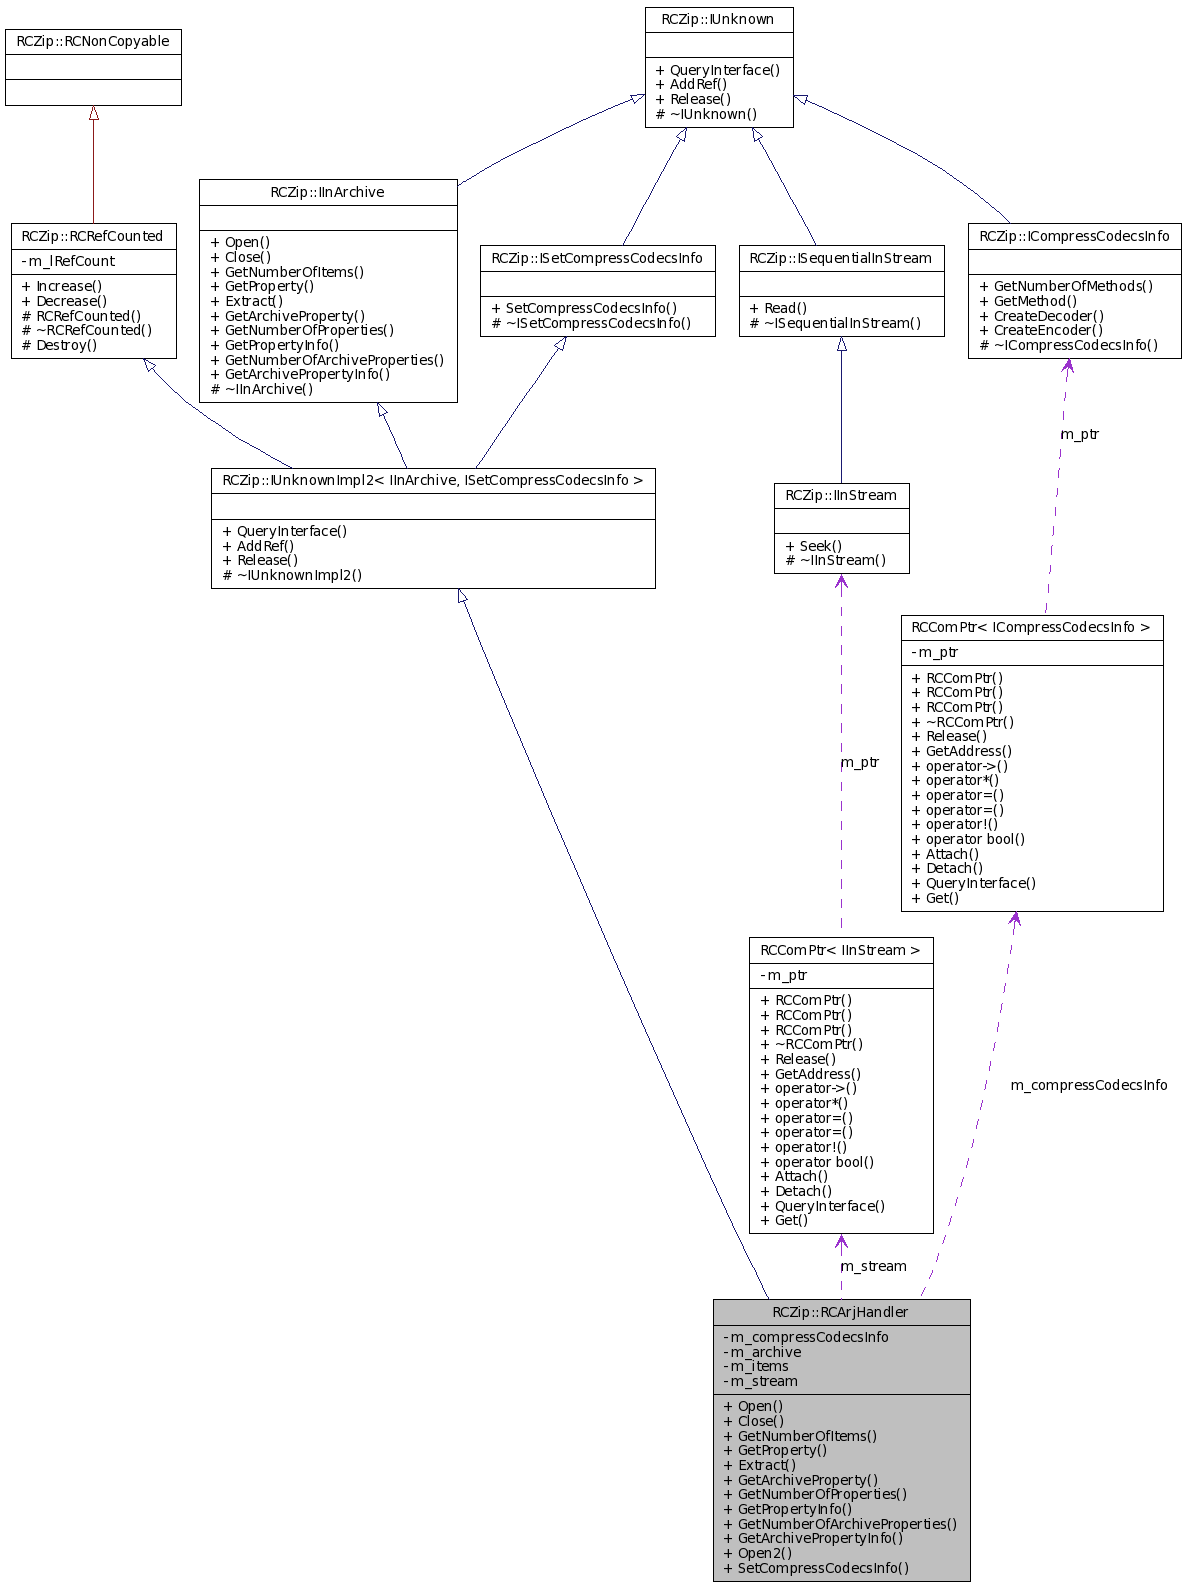 RCZip::IUnknown
+ QueryInterface()
+ AddRef()
+ Release()
# ~IUnknown()
RCZip::RCNonCopyable
RCZip::IInArchive
+ Open()
+ Close()
+ GetNumberOfItems()
+ GetProperty()
+ Extract()
+ GetArchiveProperty()
+ GetNumberOfProperties()
+ GetPropertyInfo()
+ GetNumberOfArchiveProperties()
+ GetArchivePropertyInfo()
# ~IInArchive()
RCZip::RCRefCounted
- m_lRefCount
+ Increase()
+ Decrease()
# RCRefCounted()
# ~RCRefCounted()
# Destroy()
RCZip::ISetCompressCodecsInfo
+ SetCompressCodecsInfo()
# ~ISetCompressCodecsInfo()
RCZip::ISequentialInStream
+ Read()
# ~ISequentialInStream()
RCZip::ICompressCodecsInfo
+ GetNumberOfMethods()
+ GetMethod()
+ CreateDecoder()
+ CreateEncoder()
# ~ICompressCodecsInfo()
m_ptr
RCZip::IUnknownImpl2< IInArchive, ISetCompressCodecsInfo >
+ QueryInterface()
+ AddRef()
+ Release()
# ~IUnknownImpl2()
RCZip::IInStream
+ Seek()
# ~IInStream()
RCComPtr< ICompressCodecsInfo >
- m_ptr
+ RCComPtr()
+ RCComPtr()
+ RCComPtr()
+ ~RCComPtr()
+ Release()
+ GetAddress()
+ operator->()
+ operator*()
+ operator=()
+ operator=()
+ operator!()
+ operator bool()
+ Attach()
+ Detach()
+ QueryInterface()
+ Get()
m_ptr
RCComPtr< IInStream >
- m_ptr
+ RCComPtr()
+ RCComPtr()
+ RCComPtr()
+ ~RCComPtr()
+ Release()
+ GetAddress()
+ operator->()
+ operator*()
+ operator=()
+ operator=()
+ operator!()
+ operator bool()
+ Attach()
+ Detach()
+ QueryInterface()
+ Get()
m_compressCodecsInfo
m_stream
RCZip::RCArjHandler
- m_compressCodecsInfo
- m_archive
- m_items
- m_stream
+ Open()
+ Close()
+ GetNumberOfItems()
+ GetProperty()
+ Extract()
+ GetArchiveProperty()
+ GetNumberOfProperties()
+ GetPropertyInfo()
+ GetNumberOfArchiveProperties()
+ GetArchivePropertyInfo()
+ Open2()
+ SetCompressCodecsInfo()